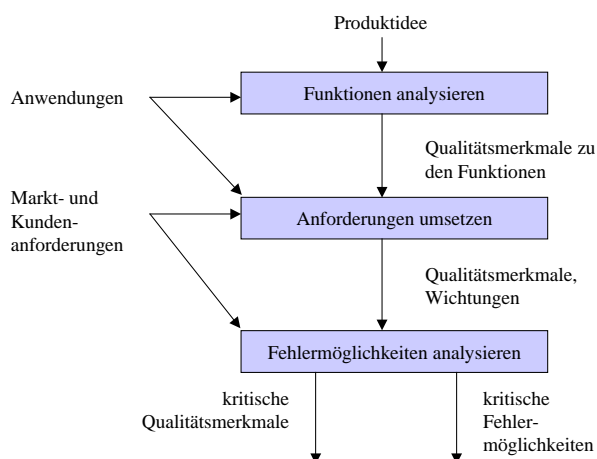 Produktidee
Anwendungen
Funktionen analysieren
Qualitätsmerkmale zu
den Funktionen
Markt- und
Kunden-
anforderungen
Anforderungen umsetzen
Qualitätsmerkmale,
Wichtungen
Fehlermöglichkeiten analysieren
kritische
Qualitätsmerkmale
kritische
Fehler-
möglichkeiten